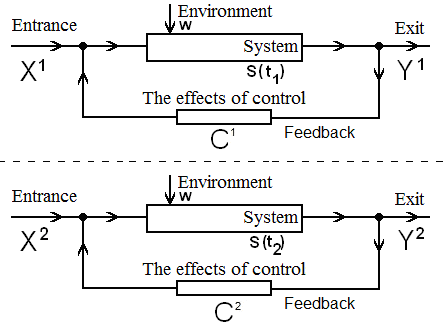 Entrance
Environment
w
Exit
System
X¹
S(t₁)
Y¹
The effects of control
C¹
Feedback
Entrance
Environment
w
Exit
System
X²
S(t₂)
Y²
The effects of control
C²
Feedback